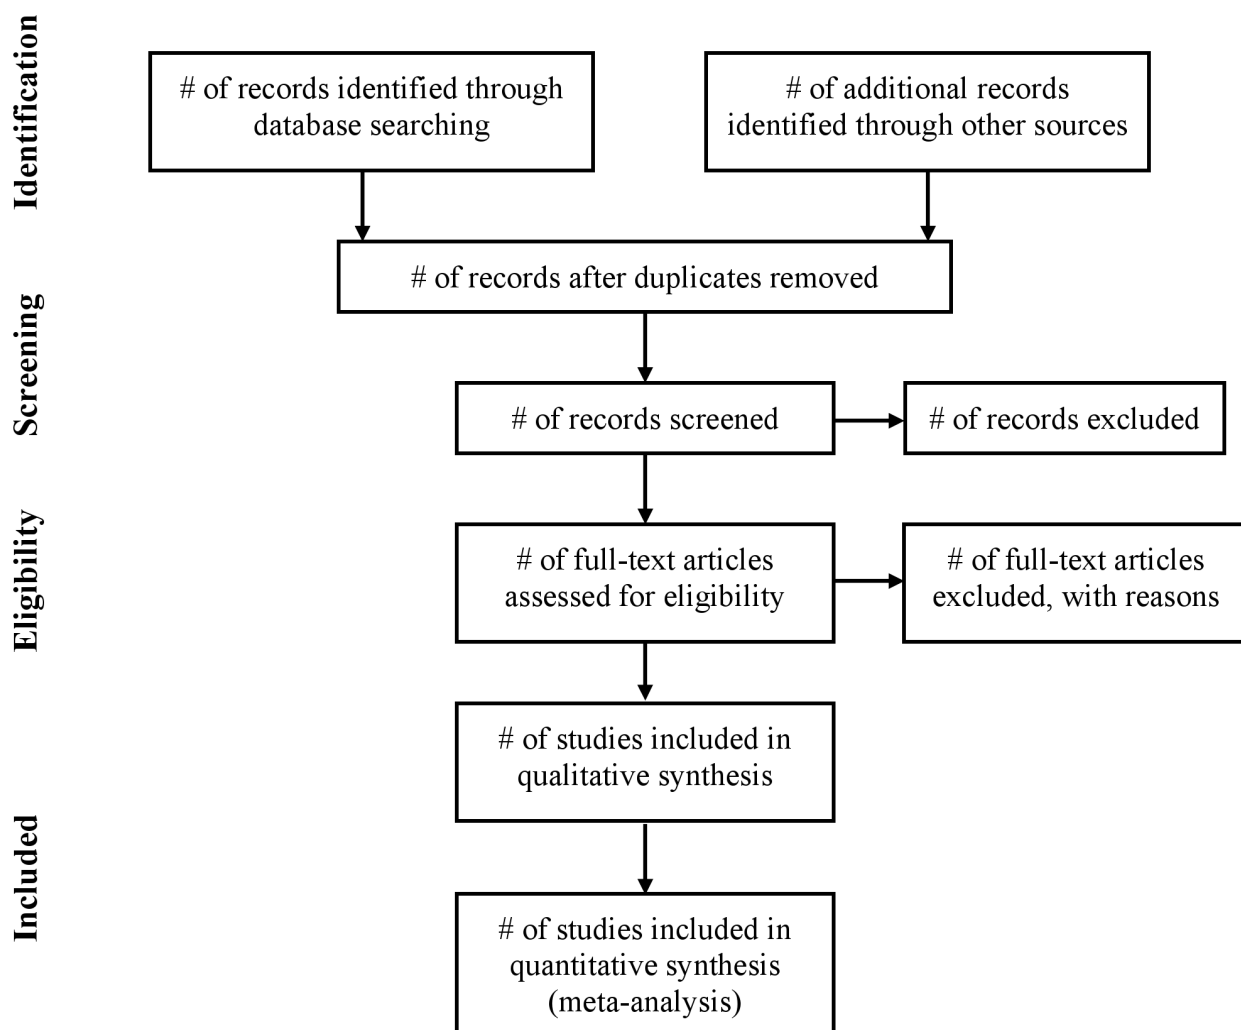 Identification
# of records identified through
database searching
# of additional records
identified through other sources
# of records after duplicates removed
Screening
# of records screened
# of records excluded
Eligibility
# of full-text articles
assessed for eligibility
# of full-text articles
excluded, with reasons
Included
# of studies included in
qualitative synthesis
# of studies included in
quantitative synthesis
(meta-analysis)